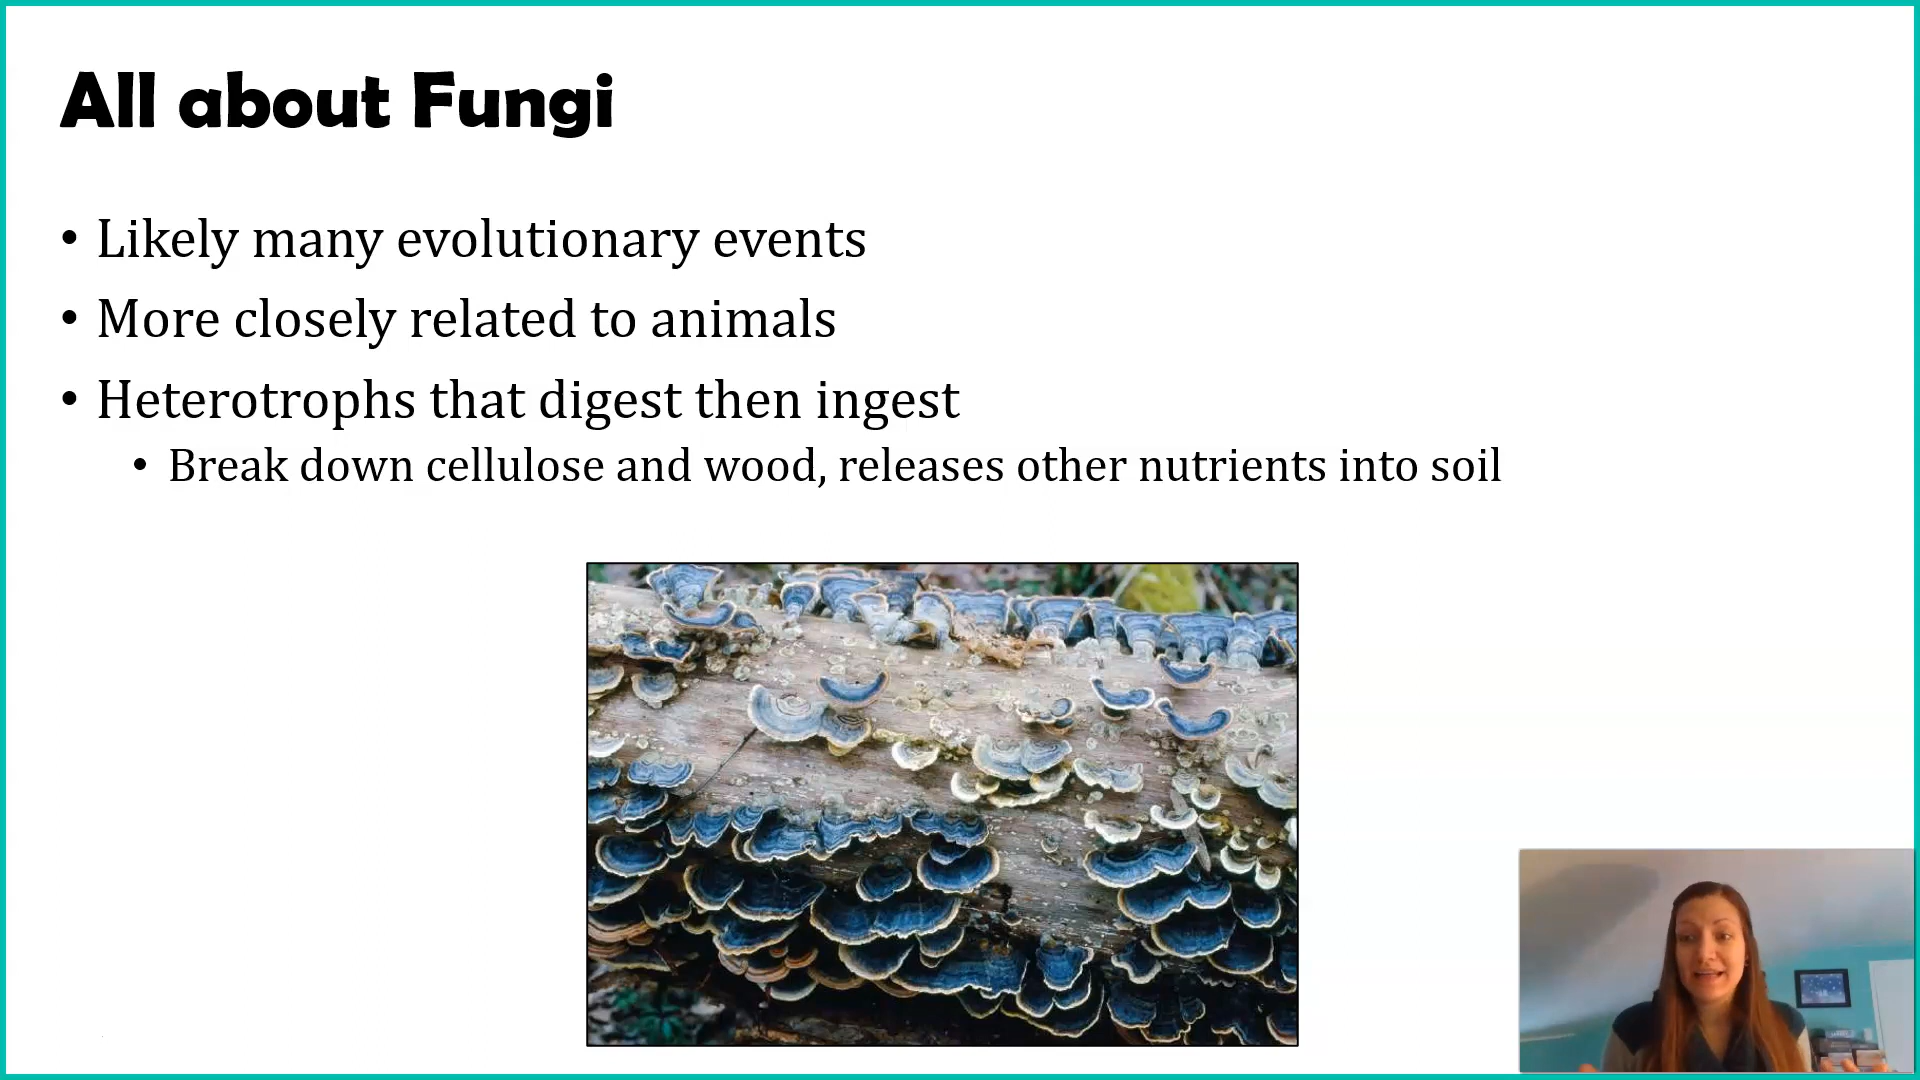 All about Fungi
• Likely many evolutionary events
• More closely related to animals
• Heterotrophs that digest then ingest
• Break down cellulose and wood, releases other nutrients into soil